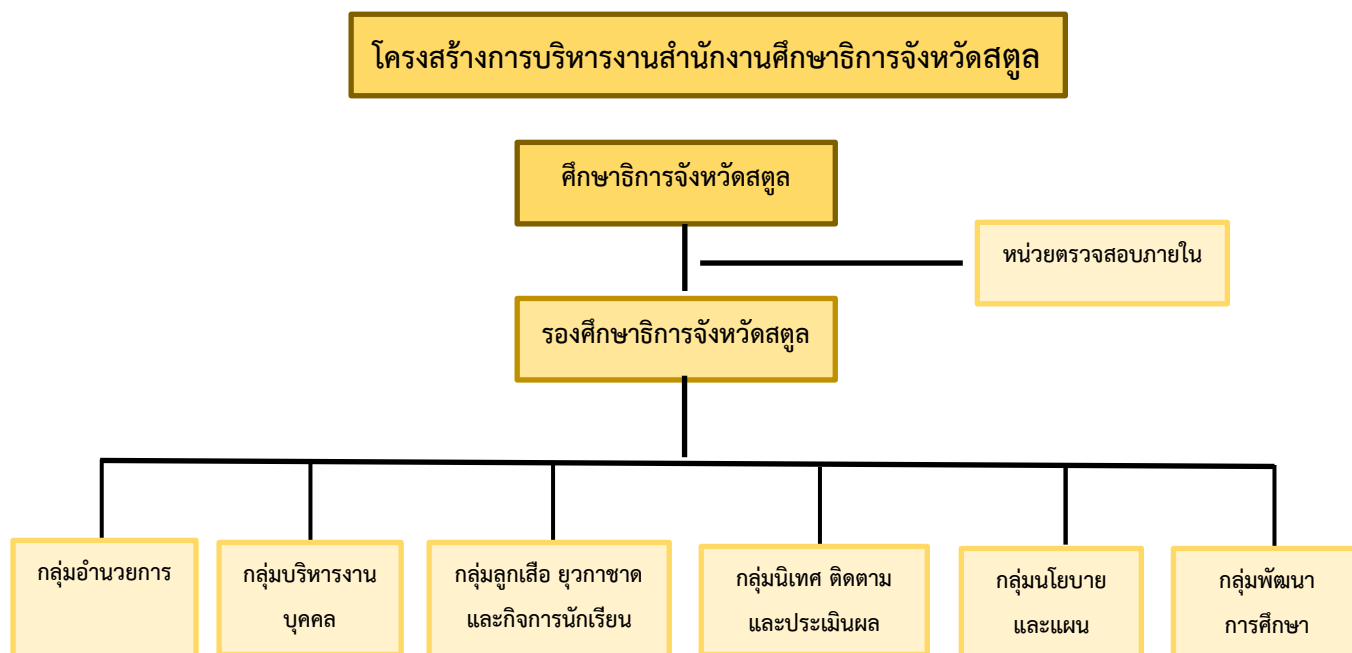 โครงสร้างการบริหารงานสำนักงานศึกษาธิการจังหวัดสตูล
ศึกษาธิการจังหวัดสตูล
หน่วยตรวจสอบภายใน
รองศึกษาธิการจังหวัดสตูล
กลุ่มอำนวยการ
กลุ่มบริหารงาน
บุคคล
กลุ่มลูกเสือ ยุวกาชาด
และกิจการนักเรียน
กลุ่มนิเทศ ติดตาม
และประเมินผล
กลุ่มนโยบาย
และแผน
กลุ่มพัฒนา
การศึกษา